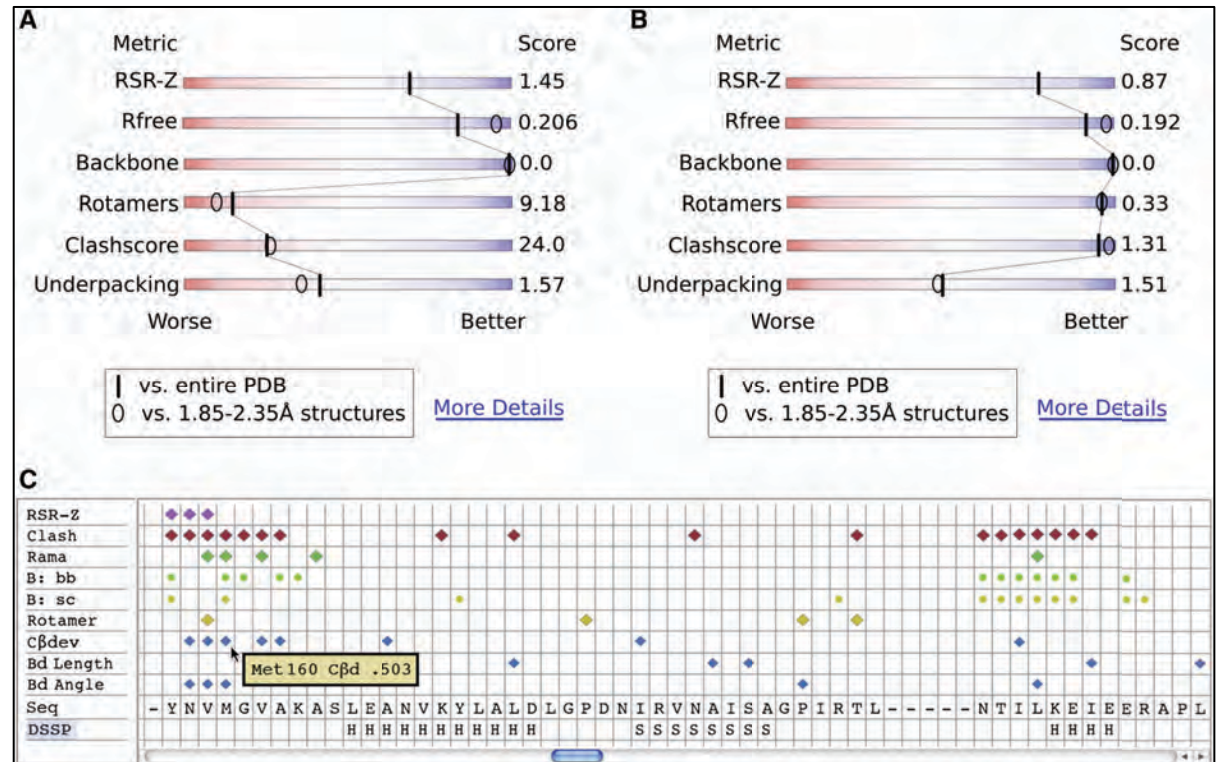 A
Metric Score
RSR-Z 1.45
Rfree 0.206
Backbone 0.0
Rotamers 9.18
Clashscore 24.0
Underpacking 1.57
Worse Better
vs. entire PDB
vs. 1.85-2.35Å structures
More Details
B
Metric Score
RSR-Z 0.87
Rfree 0.192
Backbone 0.0
Rotamers 0.33
Clashscore 1.31
Underpacking 1.51
Worse Better
vs. entire PDB
vs. 1.85-2.35Å structures
More Details
C
RSR-Z
Clash
Rama
B: bb
B: sc
Rotamer
Cβdev
Met 160 Cβd .503
Bd Length
Bd Angle
Seq - Y N V M G V A K A S L E A N V K Y L A L D L G P D N I R V N A I S A G P I R T L - - - - - N T I L K E I E E R A P L
DSSP H H H H H H H H H H H S S S S S S S S H H H H